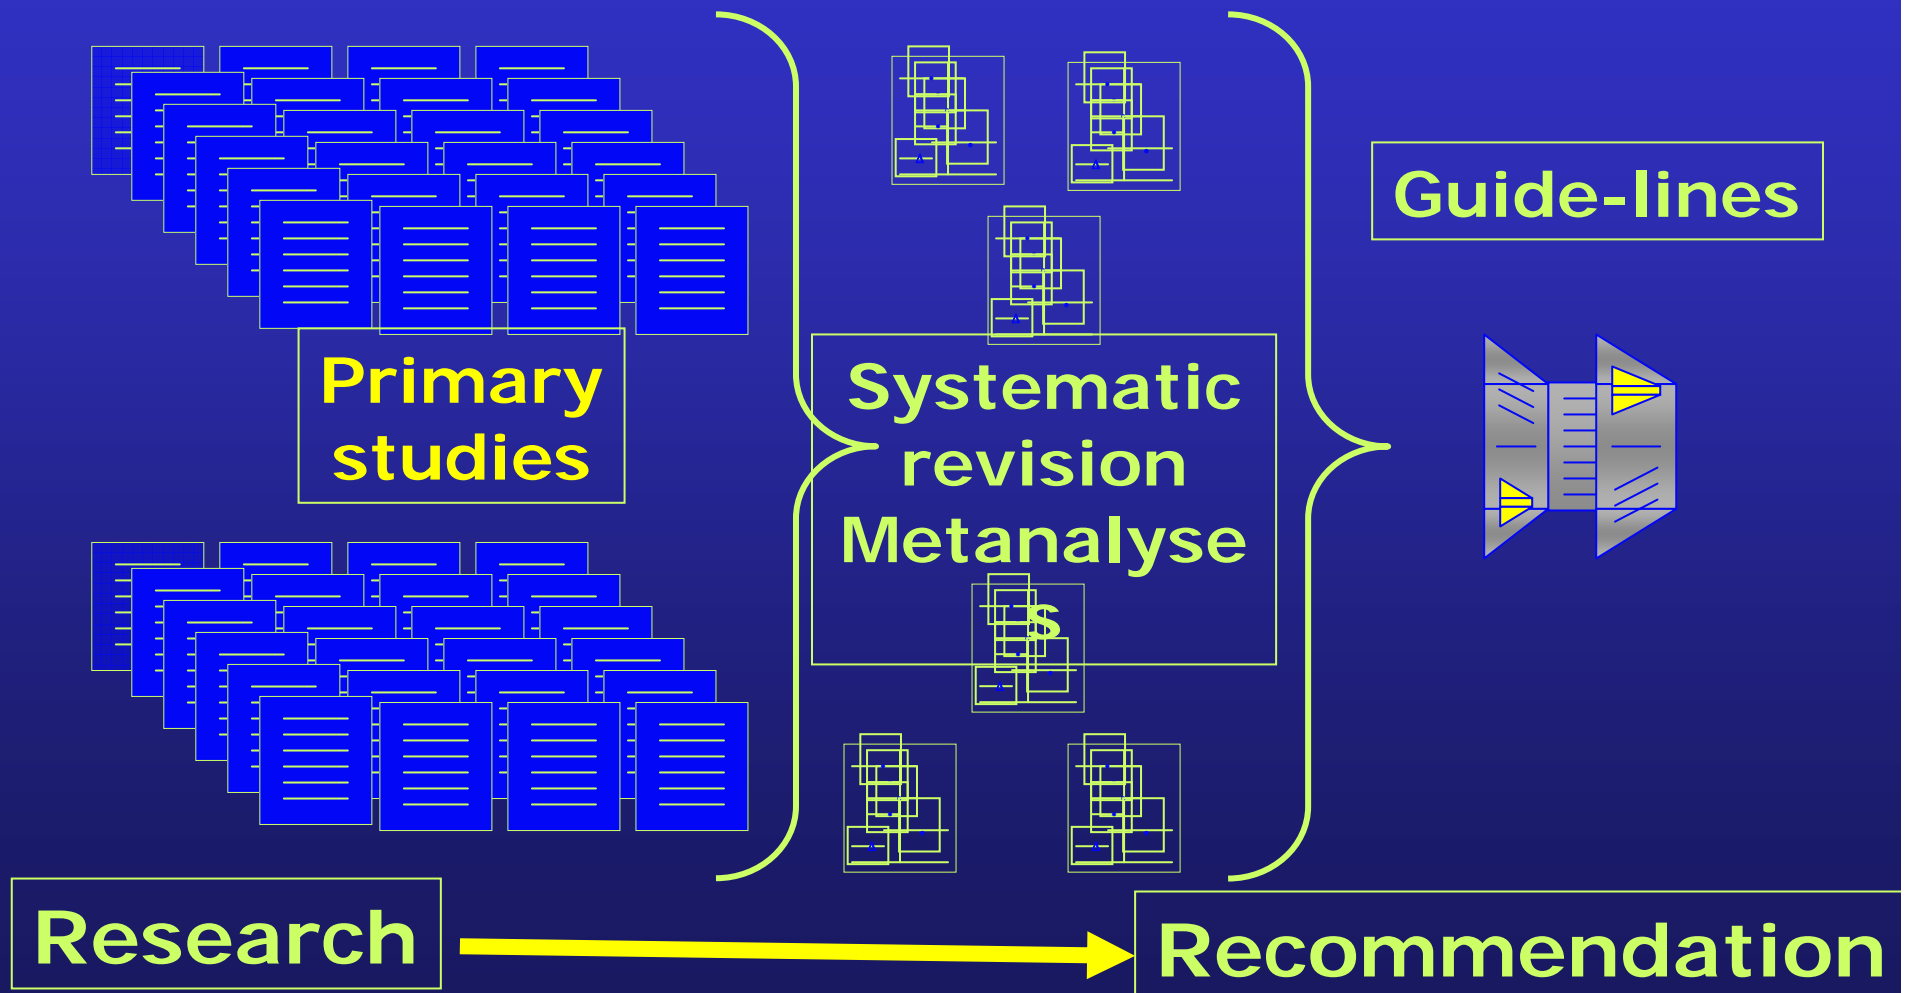 Primary
studies
Systematic
revision
Metanalyse
s
Guide-lines
Research
Recommendation